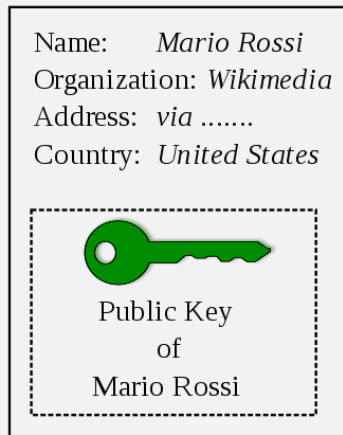 Name: Mario Rossi
Organization: Wikimedia
Address: via .......
Country: United States
Public Key
of
Mario Rossi